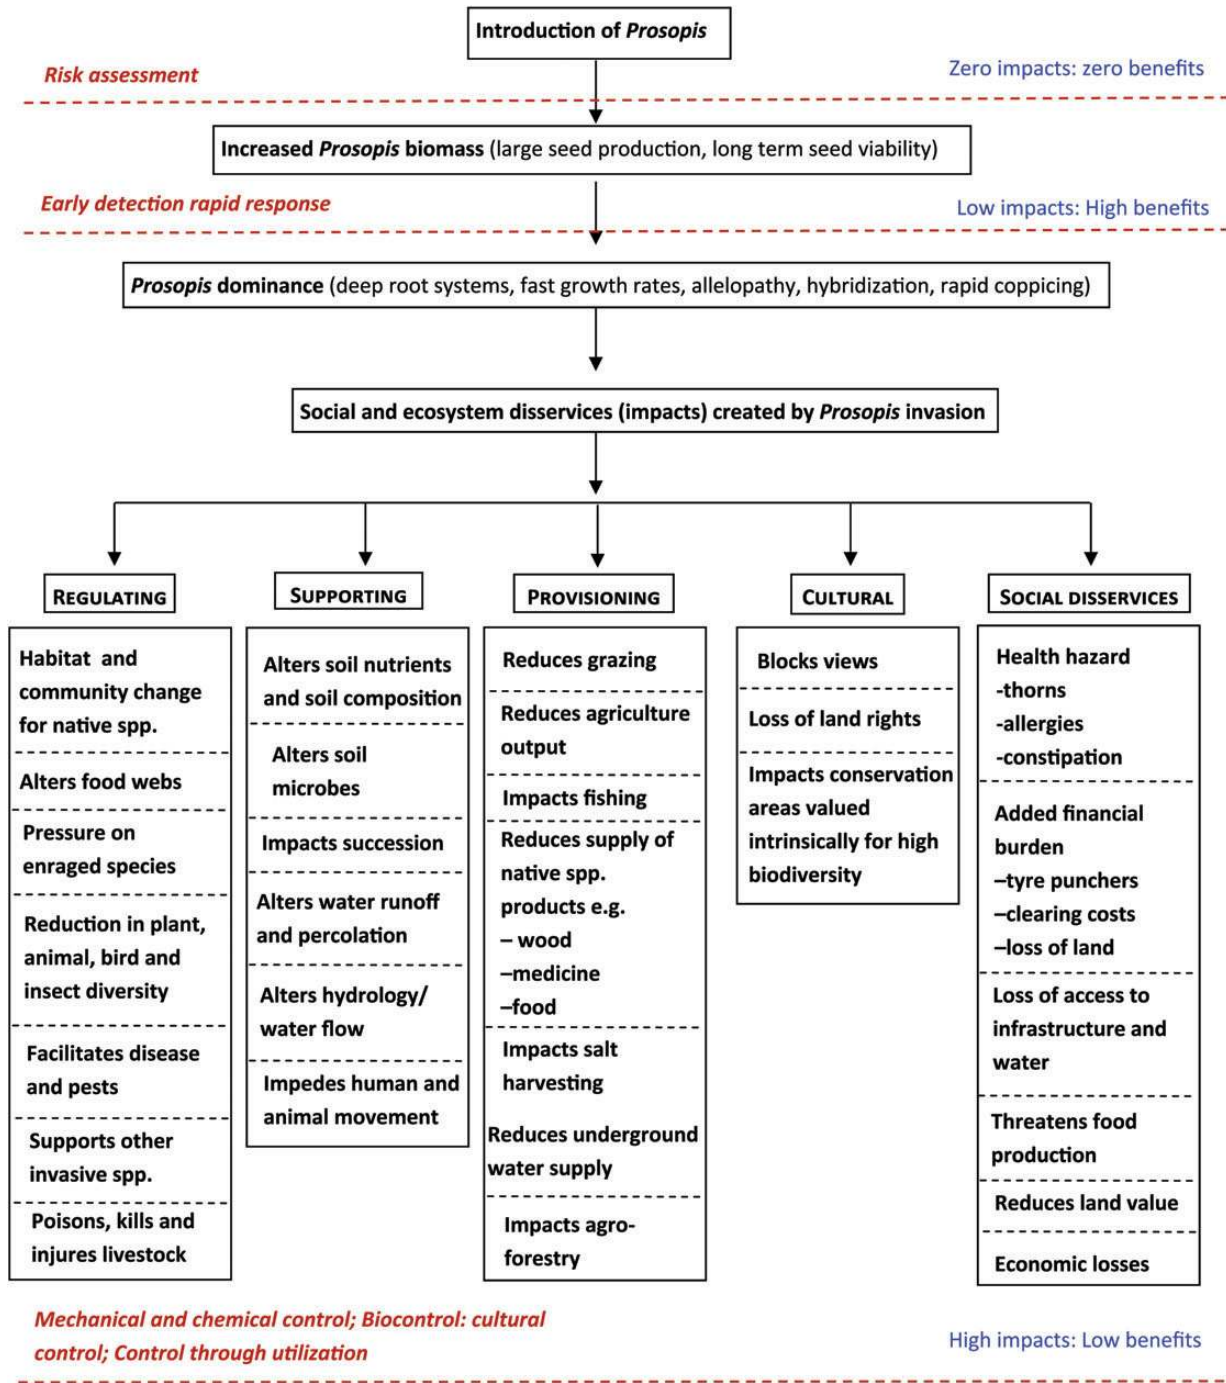 Introduction of Prosopis
Risk assessment
Zero impacts: zero benefits
Increased Prosopis biomass (large seed production, long term seed viability)
Early detection rapid response
Low impacts: High benefits
Prosopis dominance (deep root systems, fast growth rates, allelopathy, hybridization, rapid coppicing)
Social and ecosystem disservices (impacts) created by Prosopis invasion
REGULATING
Habitat and
community change
for native spp.
Alters food webs
Pressure on
enraged species
Reduction in plant,
animal, bird and
insect diversity
Facilitates disease
and pests
Supports other
invasive spp.
Poisons, kills and
injures livestock
SUPPORTING
Alters soil nutrients
and soil composition
Alters soil
microbes
Impacts succession
Alters water runoff
and percolation
Alters hydrology/
water flow
Impedes human and
animal movement
PROVISIONING
Reduces grazing
Reduces agriculture
output
Impacts fishing
Reduces supply of
native spp.
products e.g.
– wood
–medicine
–food
Impacts salt
harvesting
Reduces underground
water supply
Impacts agro-
forestry
CULTURAL
Blocks views
Loss of land rights
Impacts conservation
areas valued
intrinsically for high
biodiversity
SOCIAL DISSERVICES
Health hazard
-thorns
-allergies
-constipation
Added financial
burden
–tyre punchers
–clearing costs
–loss of land
Loss of access to
infrastructure and
water
Threatens food
production
Reduces land value
Economic losses
Mechanical and chemical control; Biocontrol: cultural
control; Control through utilization
High impacts: Low benefits